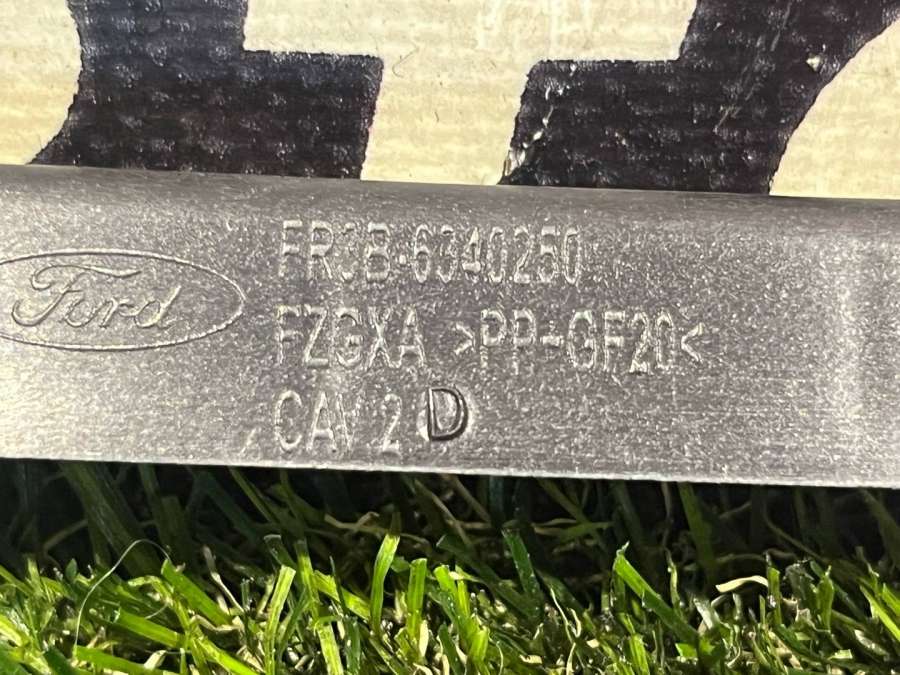 Ford
FR3B-6340250
FZGXA >PP-GF20<
CAV 2 D